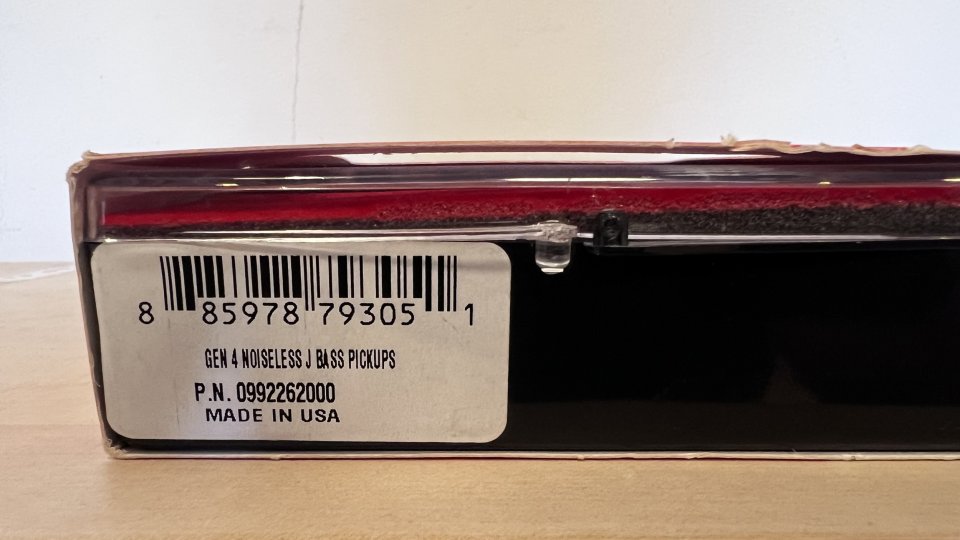 8 85978 79305 1
GEN 4 NOISELESS J BASS PICKUPS
P.N. 0992262000
MADE IN USA